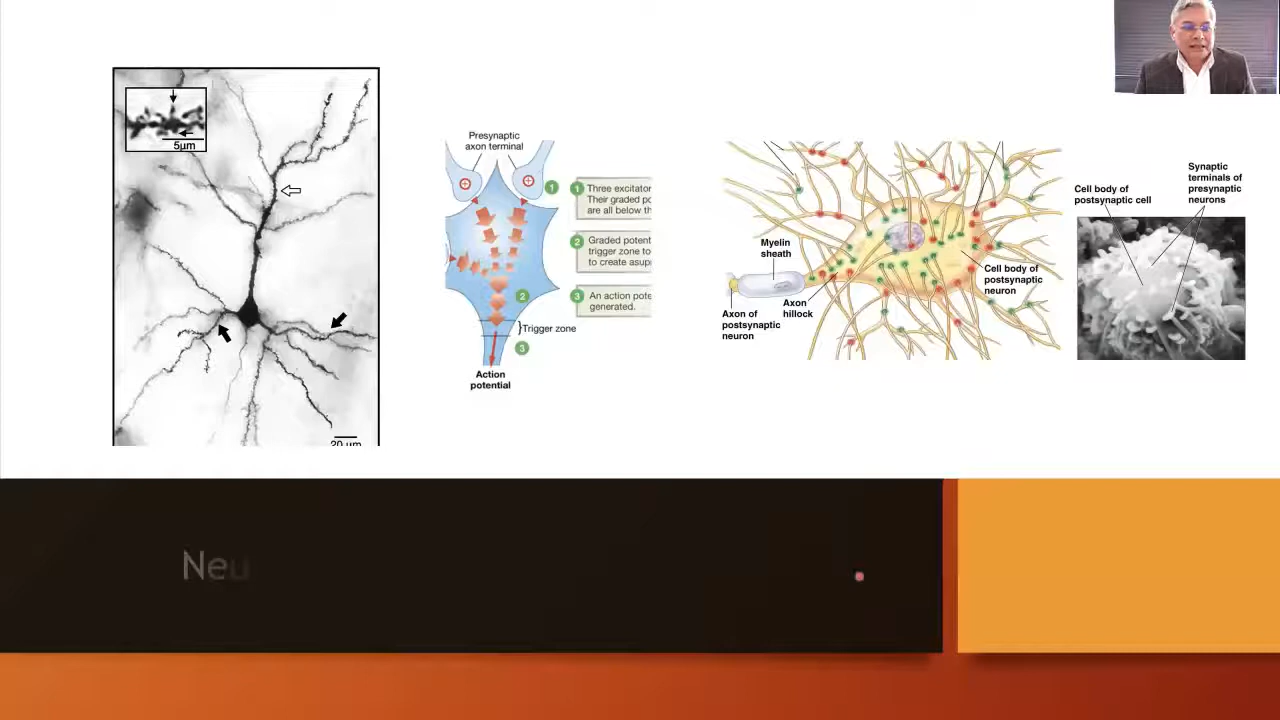 5µm
20 µm
Presynaptic
axon terminal
1
1 Three excitator
Their graded po
are all below th
2 Graded potent
trigger zone to
to create asup
3 An action pote
generated.
2
}Trigger zone
3
Action
potential
Myelin
sheath
Axon of
postsynaptic
neuron
Axon
hillock
Cell body of
postsynaptic
neuron
Cell body of
postsynaptic cell
Synaptic
terminals of
presynaptic
neurons
Neu